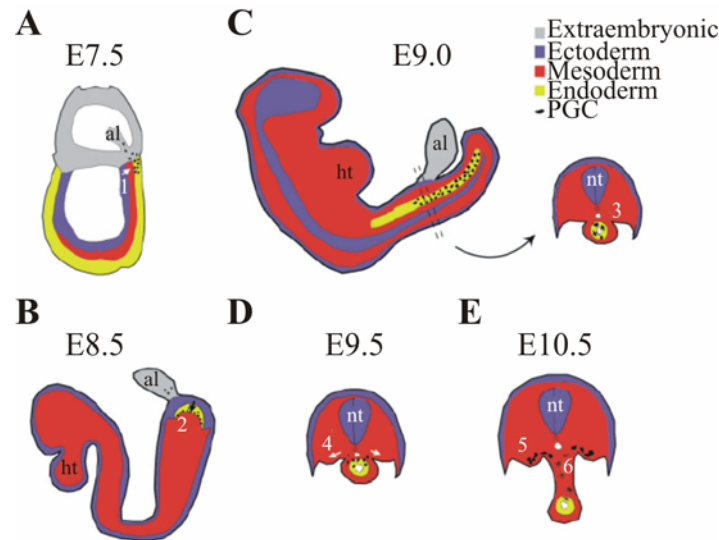 A
E7.5
al
1
C
E9.0
al
ht
Extraembryonic
Ectoderm
Mesoderm
Endoderm
PGC
nt
3
B
E8.5
al
2
ht
D
E9.5
nt
4
E
E10.5
nt
5
6